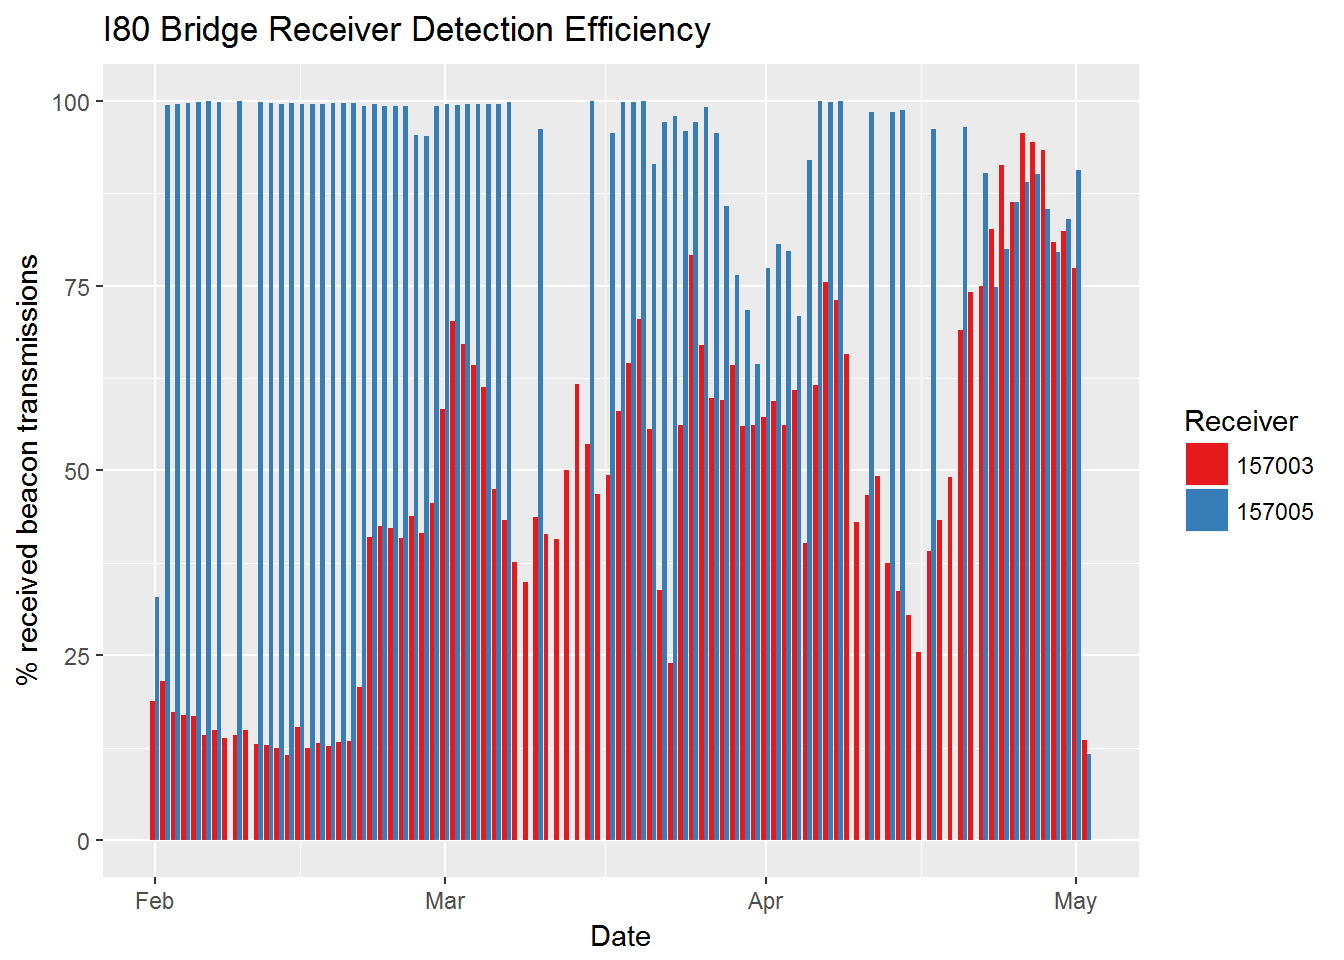 I80 Bridge Receiver Detection Efficiency
% received beacon transmissions
100
75
50
25
0
Feb
Mar
Apr
May
Date
Receiver
157003
157005